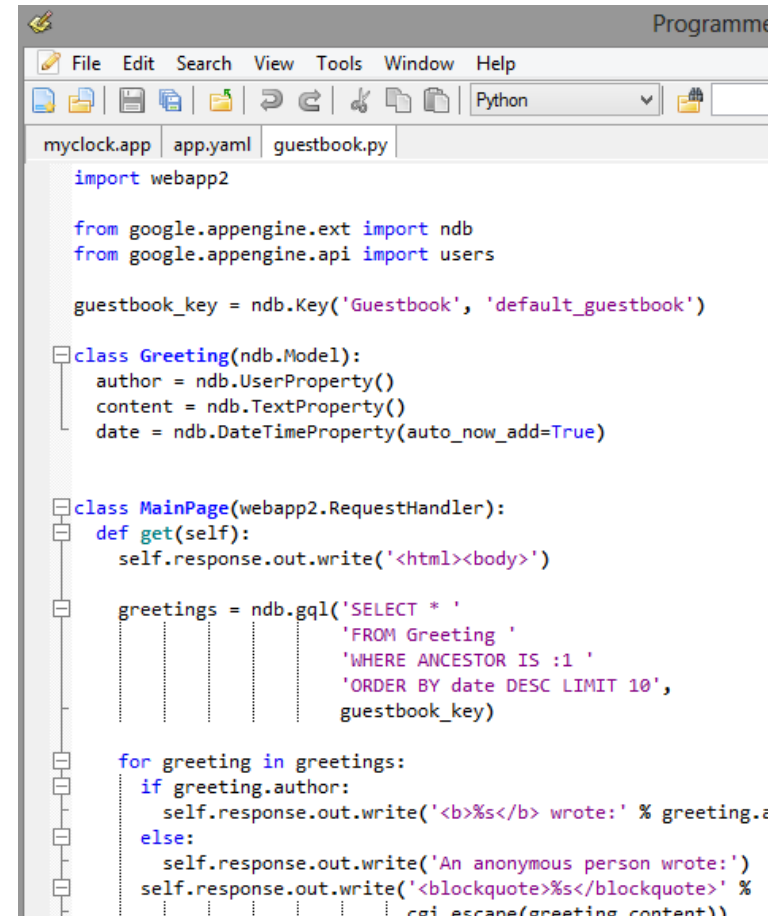 Programme
File Edit Search View Tools Window Help
Python
myclock.app app.yaml guestbook.py
import webapp2
from google.appengine.ext import ndb
from google.appengine.api import users
guestbook_key = ndb.Key('Guestbook', 'default_guestbook')
class Greeting(ndb.Model):
author = ndb.UserProperty()
content = ndb.TextProperty()
date = ndb.DateTimeProperty(auto_now_add=True)
class MainPage(webapp2.RequestHandler):
def get(self):
self.response.out.write('<html><body>')
greetings = ndb.gql('SELECT * '
'FROM Greeting '
'WHERE ANCESTOR IS :1 '
'ORDER BY date DESC LIMIT 10',
guestbook_key)
for greeting in greetings:
if greeting.author:
self.response.out.write('<b>%s</b> wrote:' % greeting.a
else:
self.response.out.write('An anonymous person wrote:')
self.response.out.write('<blockquote>%s</blockquote>' %
cgi.escape(greeting.content))